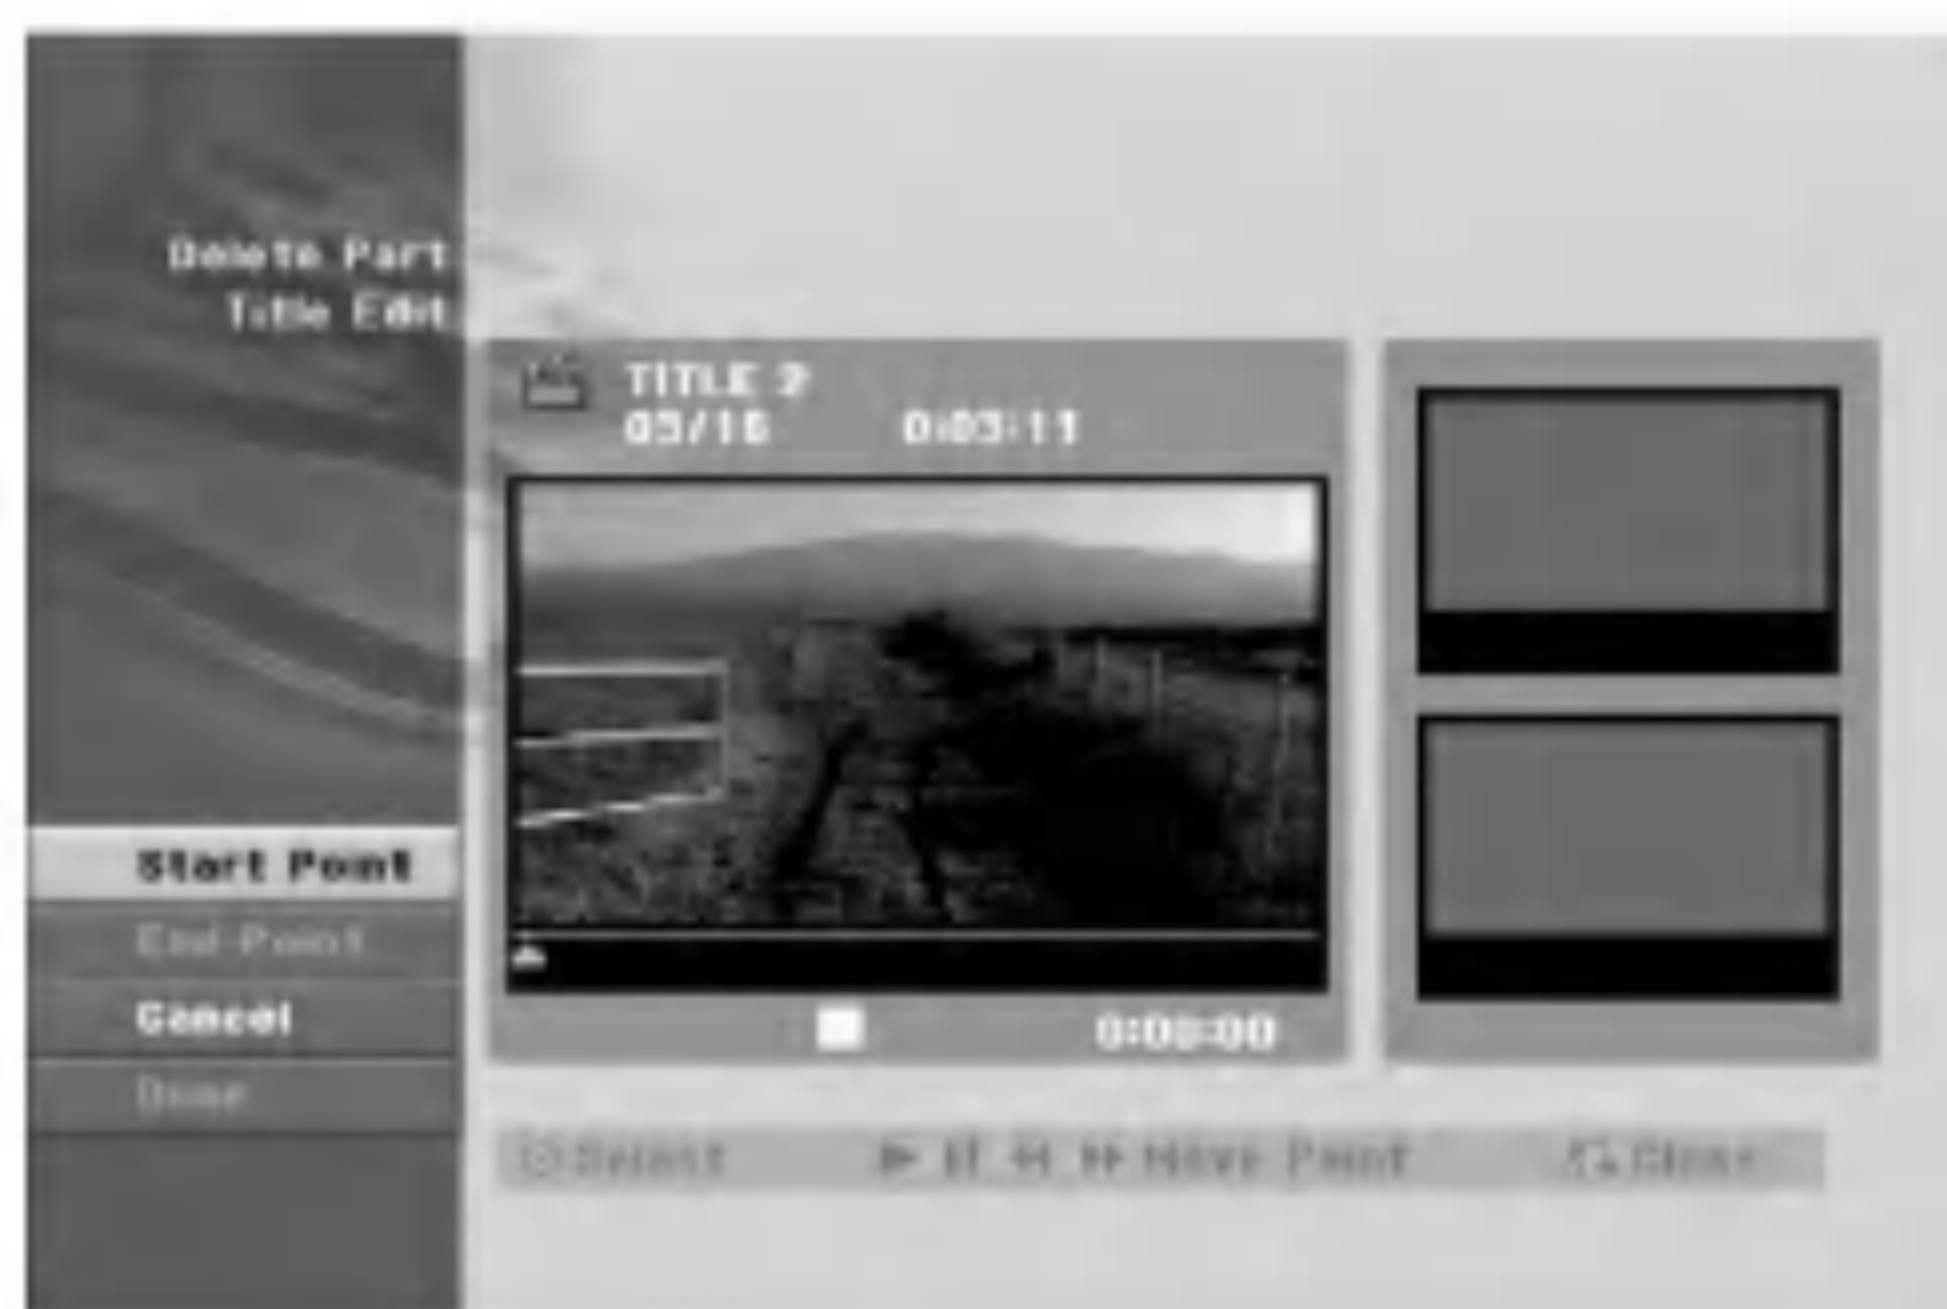 Delete Part
Title Edit
TITLE 2
03/16 0:03:11
Start Point
End Point
Cancel
Done
0:00:00
Select Move Point Close